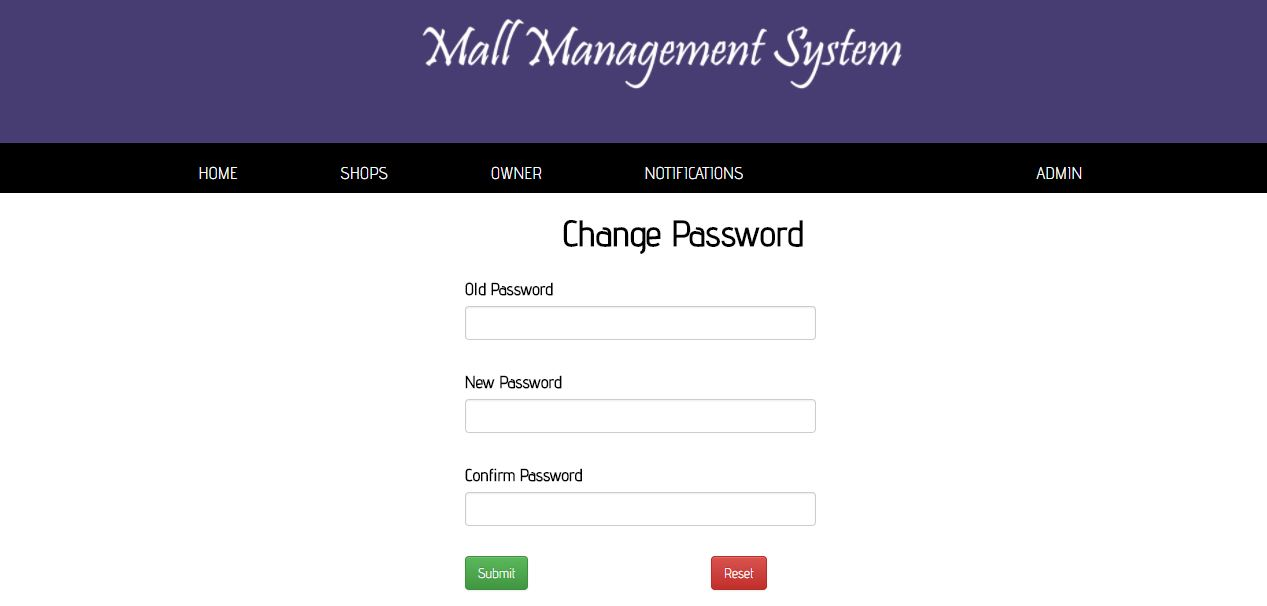 Mall Management System
HOME SHOPS OWNER NOTIFICATIONS ADMIN
Change Password
Old Password
New Password
Confirm Password
Submit Reset